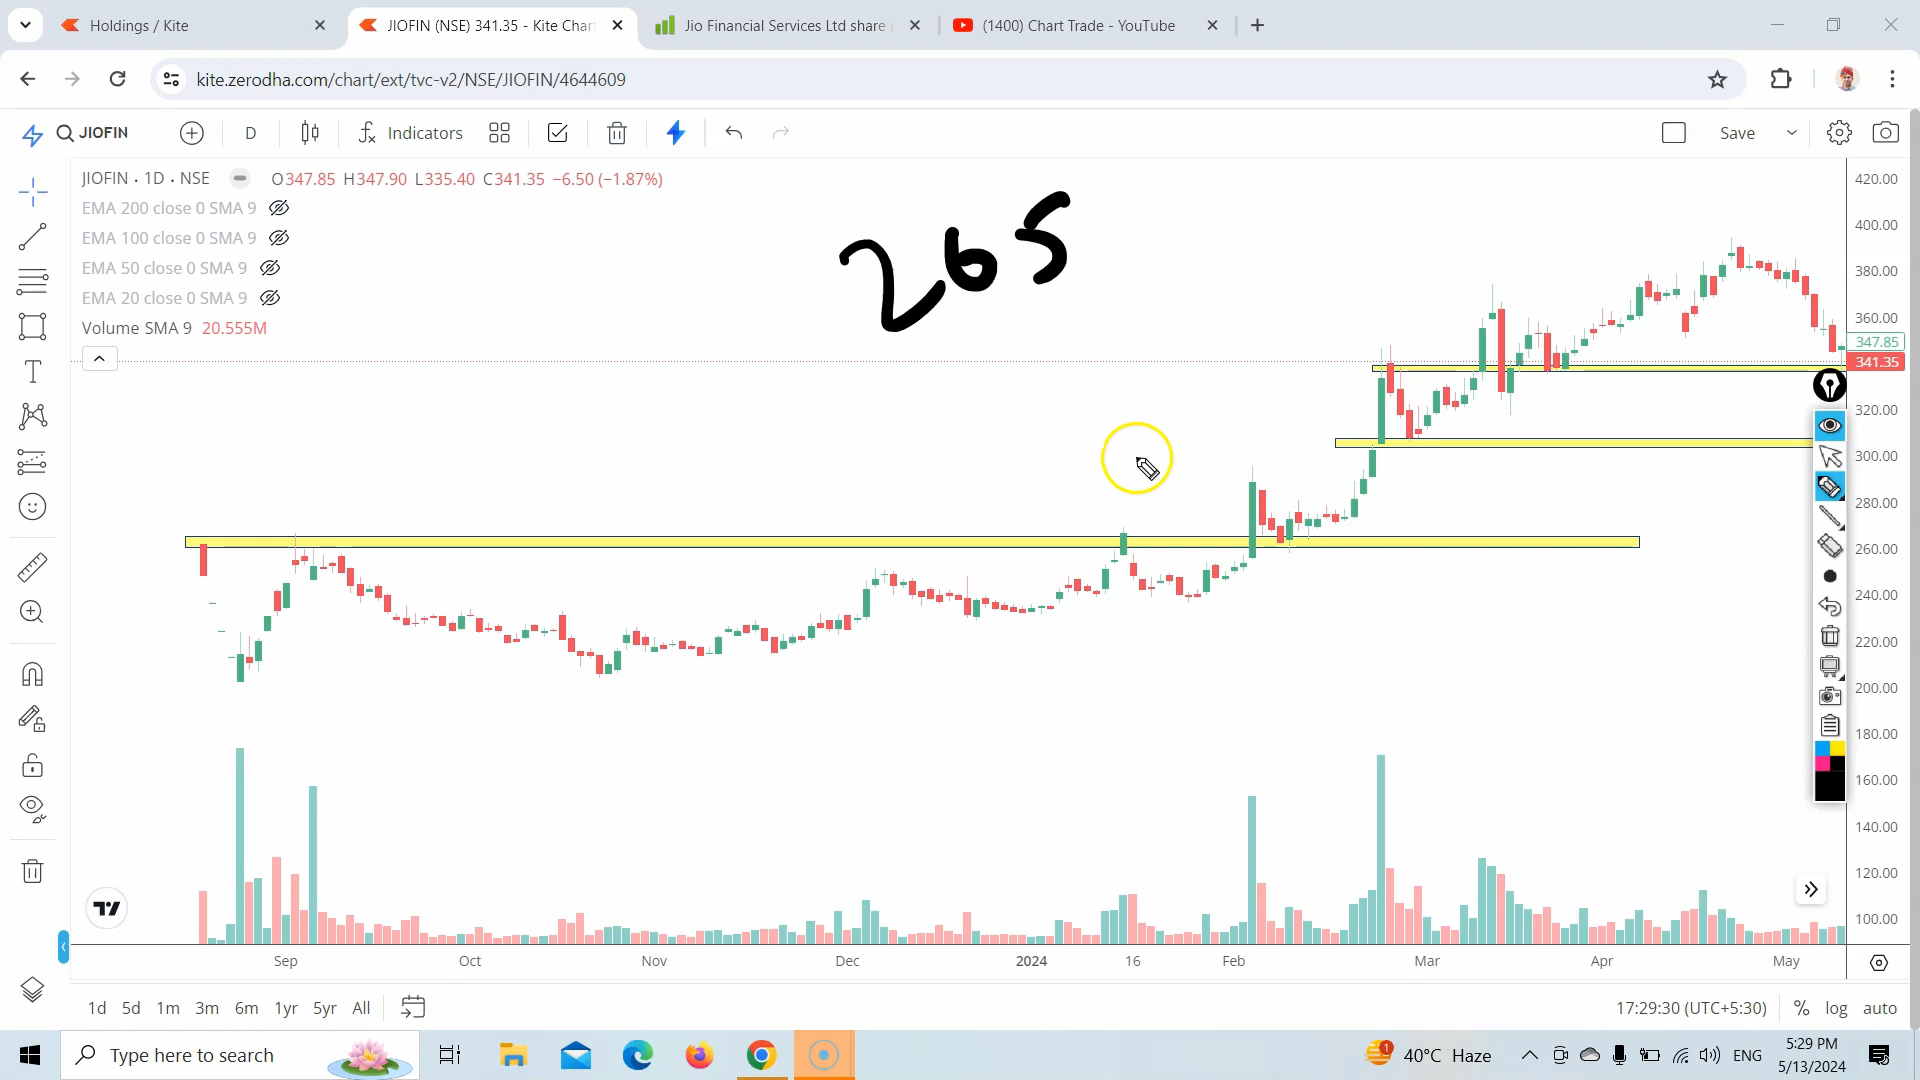 Holdings / Kite
JIOFIN (NSE) 341.35 - Kite Char
Jio Financial Services Ltd share
(1400) Chart Trade - YouTube
kite.zerodha.com/chart/ext/tvc-v2/NSE/JIOFIN/4644609
JIOFIN D Indicators Save
JIOFIN · 1D · NSE O347.85 H347.90 L335.40 C341.35 −6.50 (−1.87%)
EMA 200 close 0 SMA 9
EMA 100 close 0 SMA 9
EMA 50 close 0 SMA 9
EMA 20 close 0 SMA 9
Volume SMA 9 20.555M
265
420.00
400.00
380.00
360.00
347.85
341.35
320.00
300.00
280.00
260.00
240.00
220.00
200.00
180.00
160.00
140.00
120.00
100.00
Sep Oct Nov Dec 2024 16 Feb Mar Apr May
1d 5d 1m 3m 6m 1yr 5yr All 17:29:30 (UTC+5:30) % log auto
Type here to search 40°C Haze ENG
5:29 PM
5/13/2024